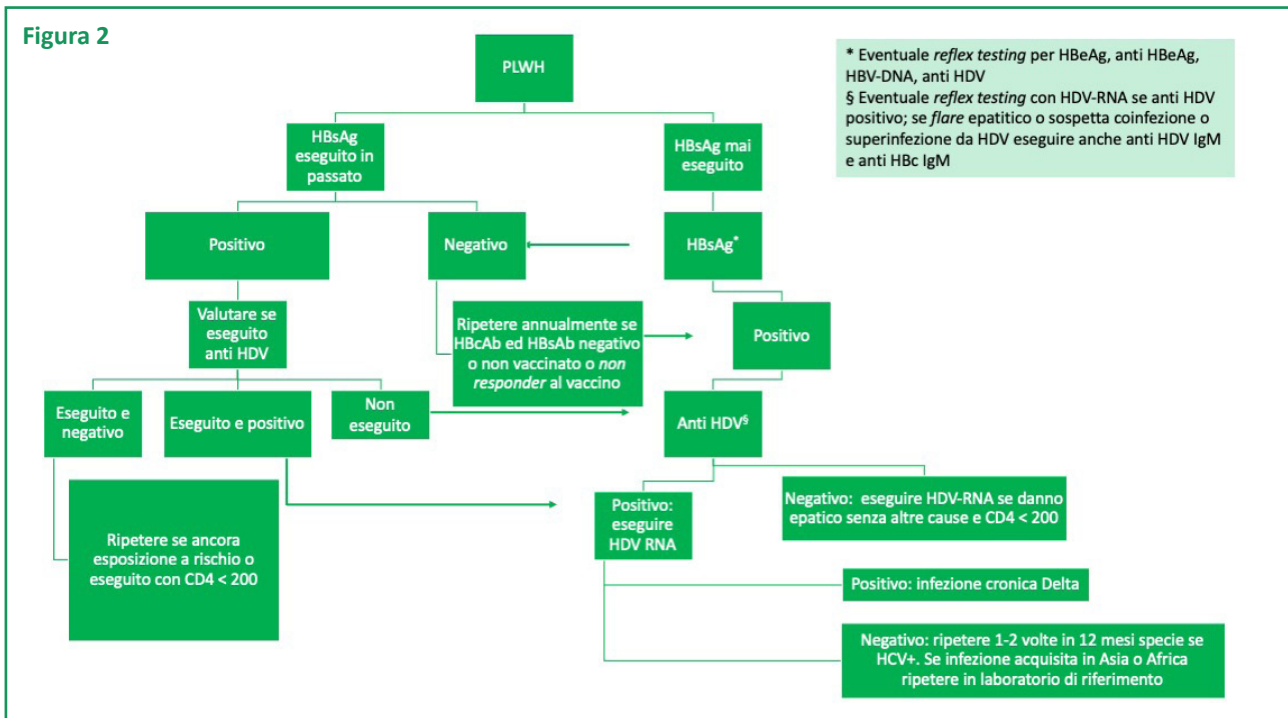 Figura 2
PLWH
* Eventuale reflex testing per HBeAg, anti HBeAg,
HBV-DNA, anti HDV
§ Eventuale reflex testing con HDV-RNA se anti HDV
positivo; se flare epatitico o sospetta coinfezione o
superinfezione da HDV eseguire anche anti HDV IgM
e anti HBc IgM
HBsAg
eseguito in
passato
HBsAg mai
eseguito
Positivo
Negativo
HBsAg*
Valutare se
eseguito
anti HDV
Ripetere annualmente se
HBcAb ed HBsAb negativo
o non vaccinato o non
responder al vaccino
Positivo
Eseguito e
negativo
Eseguito e positivo
Non
eseguito
Anti HDV§
Ripetere se ancora
esposizione a rischio o
eseguito con CD4 < 200
Positivo:
eseguire
HDV RNA
Negativo: eseguire HDV-RNA se danno
epatico senza altre cause e CD4 < 200
Positivo: infezione cronica Delta
Negativo: ripetere 1-2 volte in 12 mesi specie se
HCV+. Se infezione acquisita in Asia o Africa
ripetere in laboratorio di riferimento